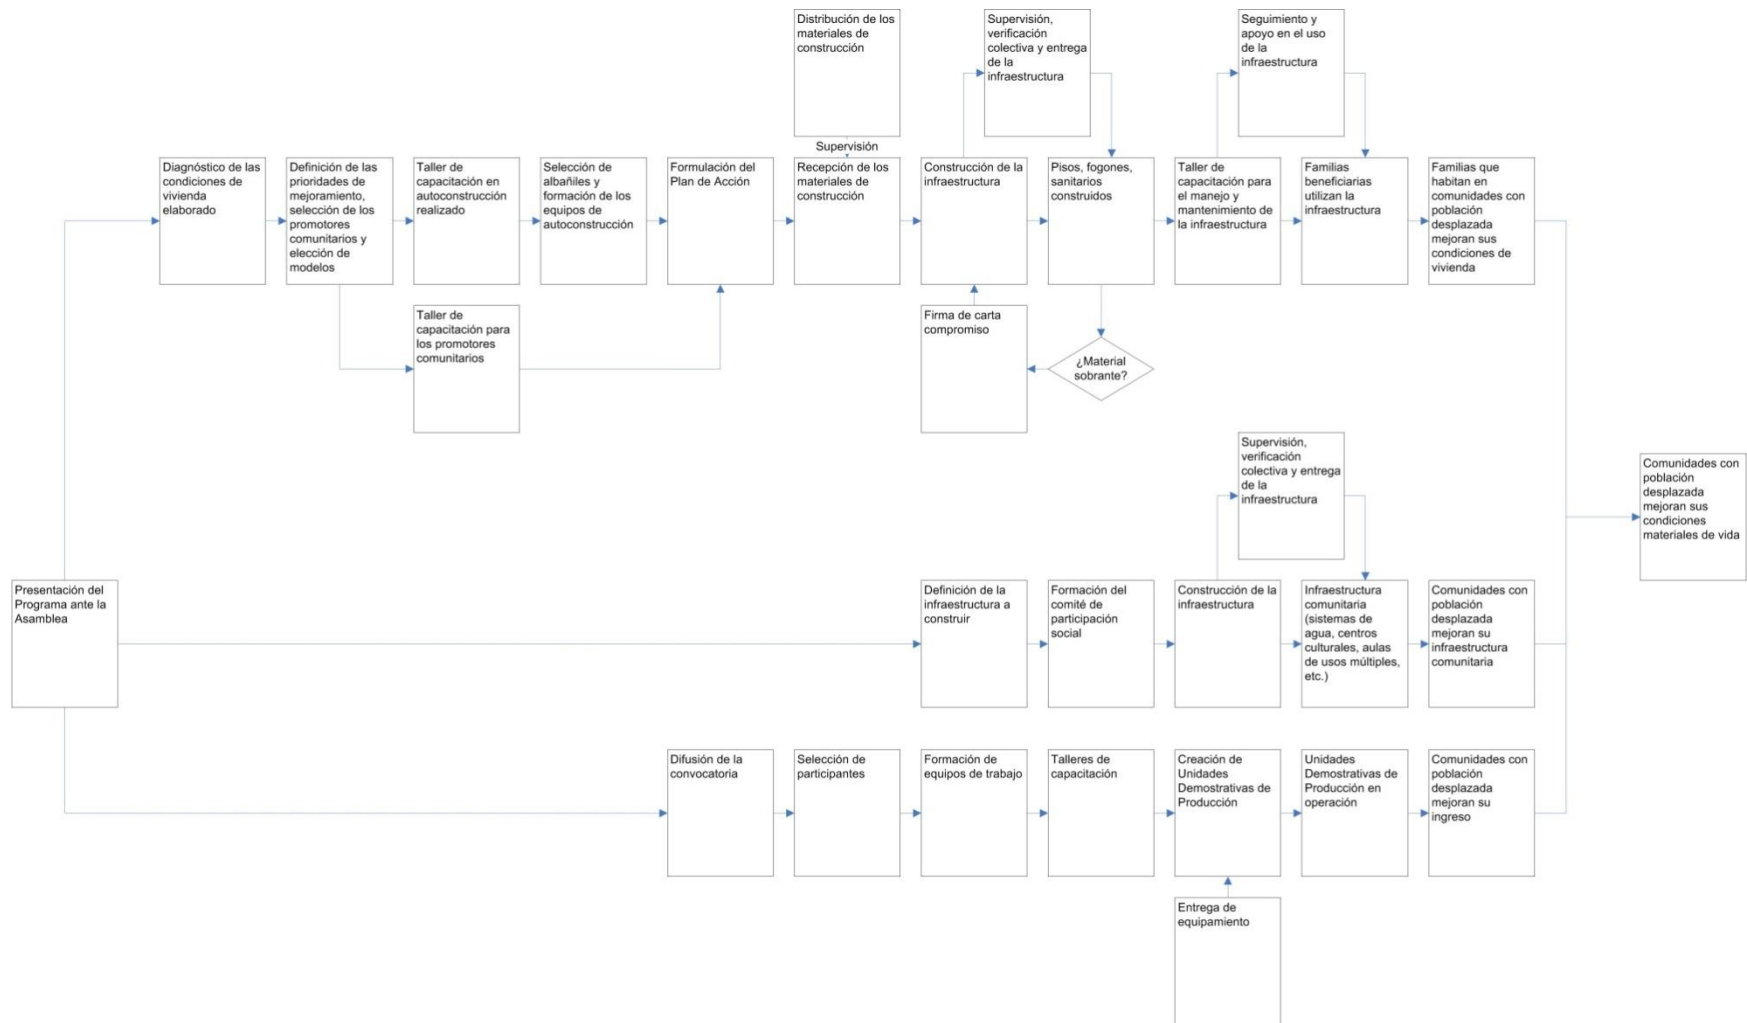 Distribución de los
materiales de
construcción
Supervisión,
verificación
colectiva y entrega
de la
infraestructura
Seguimiento y
apoyo en el uso
de la
infraestructura
Supervisión
Diagnóstico de las
condiciones de
vivienda
elaborado
Definición de las
prioridades de
mejoramiento,
selección de los
promotores
comunitarios y
elección de
modelos
Taller de
capacitación en
autoconstrucción
realizado
Selección de
albañiles y
formación de los
equipos de
autoconstrucción
Formulación del
Plan de Acción
Recepción de los
materiales de
construcción
Construcción de la
infraestructura
Pisos, fogones,
sanitarios
construidos
Taller de
capacitación para
el manejo y
mantenimiento de
la infraestructura
Familias
beneficiarias
utilizan la
infraestructura
Familias que
habitan en
comunidades con
población
desplazada
mejoran sus
condiciones de
vivienda
Taller de
capacitación para
los promotores
comunitarios
Firma de carta
compromiso
¿Material
sobrante?
Supervisión,
verificación
colectiva y entrega
de la
infraestructura
Comunidades con
población
desplazada
mejoran sus
condiciones
materiales de vida
Presentación del
Programa ante la
Asamblea
Definición de la
infraestructura a
construir
Formación del
comité de
participación
social
Construcción de la
infraestructura
Infraestructura
comunitaria
(sistemas de
agua, centros
culturales, aulas
de usos múltiples,
etc.)
Comunidades con
población
desplazada
mejoran su
infraestructura
comunitaria
Difusión de la
convocatoria
Selección de
participantes
Formación de
equipos de trabajo
Talleres de
capacitación
Creación de
Unidades
Demostrativas de
Producción
Unidades
Demostrativas de
Producción en
operación
Comunidades con
población
desplazada
mejoran su
ingreso
Entrega de
equipamiento